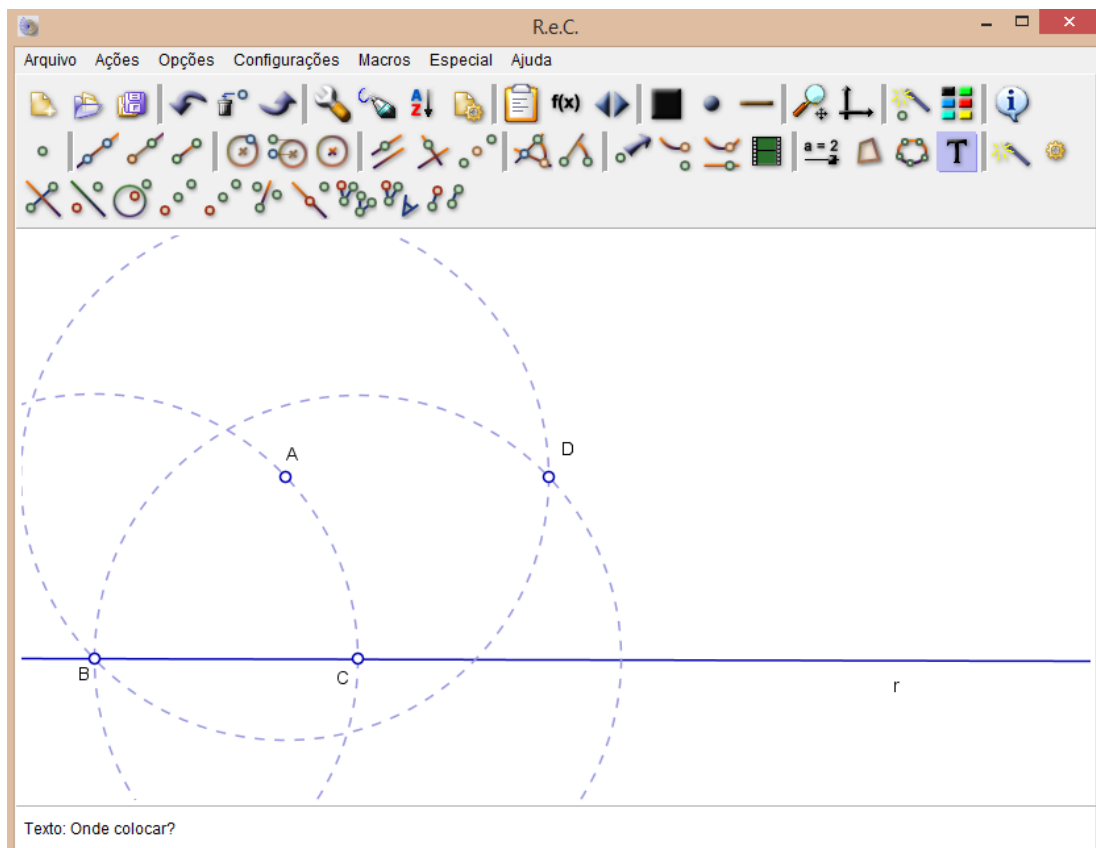 R.e.C.
Arquivo Ações Opções Configurações Macros Especial Ajuda
A Z f(x) i
a = 2 T
A
D
B
C
r
Texto: Onde colocar?